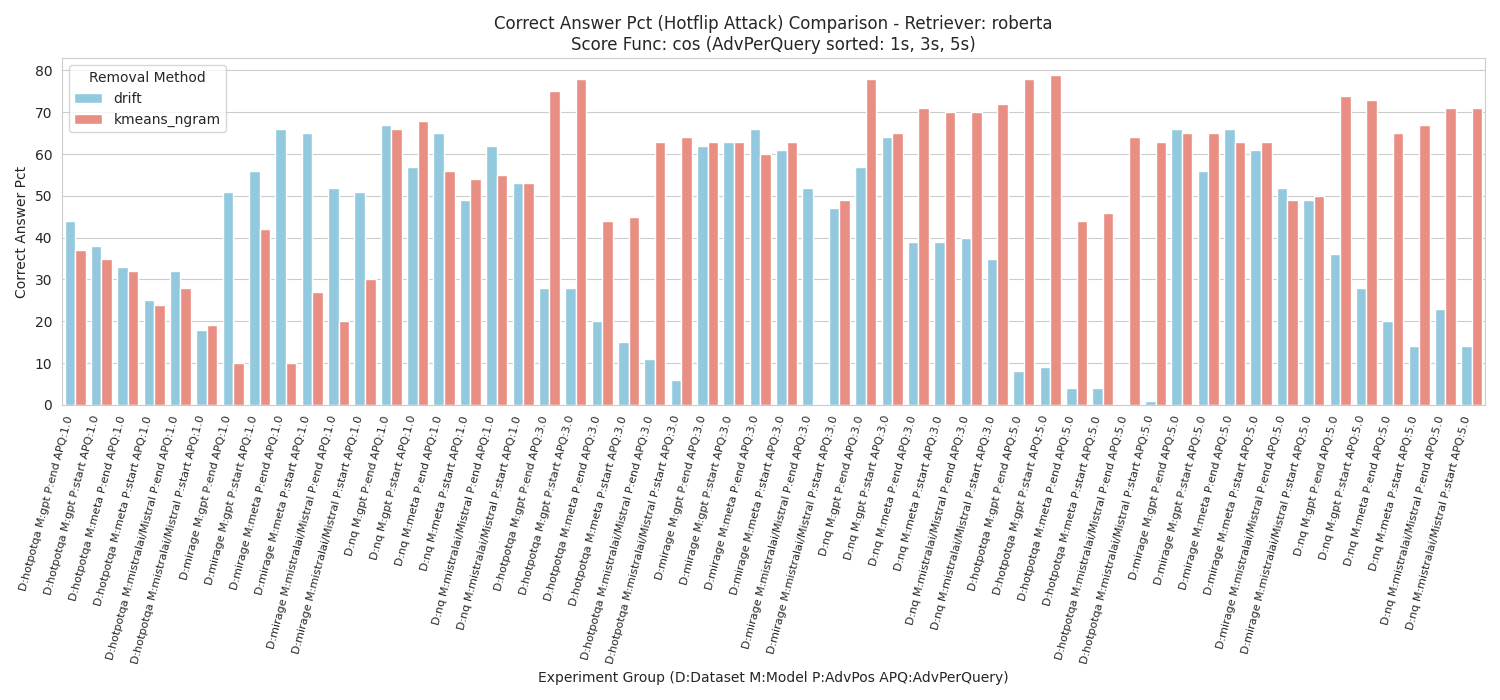 Correct Answer Pct (Hotflip Attack) Comparison - Retriever: roberta
Score Func: cos (AdvPerQuery sorted: 1s, 3s, 5s)
Removal Method
drift
kmeans_ngram
Correct Answer Pct
80
70
60
50
40
30
20
10
0
D:hotpotqa M:gpt P:end APQ:1.0
D:hotpotqa M:gpt P:start APQ:1.0
D:hotpotqa M:meta P:end APQ:1.0
D:hotpotqa M:meta P:start APQ:1.0
D:hotpotqa M:mistralai/Mistral P:end APQ:1.0
D:hotpotqa M:mistralai/Mistral P:start APQ:1.0
D:mirage M:gpt P:end APQ:1.0
D:mirage M:gpt P:start APQ:1.0
D:mirage M:meta P:end APQ:1.0
D:mirage M:meta P:start APQ:1.0
D:mirage M:mistralai/Mistral P:end APQ:1.0
D:mirage M:mistralai/Mistral P:start APQ:1.0
D:nq M:gpt P:end APQ:1.0
D:nq M:gpt P:start APQ:1.0
D:nq M:meta P:end APQ:1.0
D:nq M:meta P:start APQ:1.0
D:nq M:mistralai/Mistral P:end APQ:1.0
D:nq M:mistralai/Mistral P:start APQ:1.0
D:hotpotqa M:gpt P:end APQ:3.0
D:hotpotqa M:gpt P:start APQ:3.0
D:hotpotqa M:meta P:end APQ:3.0
D:hotpotqa M:meta P:start APQ:3.0
D:hotpotqa M:mistralai/Mistral P:end APQ:3.0
D:hotpotqa M:mistralai/Mistral P:start APQ:3.0
D:mirage M:gpt P:end APQ:3.0
D:mirage M:gpt P:start APQ:3.0
D:mirage M:meta P:end APQ:3.0
D:mirage M:meta P:start APQ:3.0
D:mirage M:mistralai/Mistral P:end APQ:3.0
D:mirage M:mistralai/Mistral P:start APQ:3.0
D:nq M:gpt P:end APQ:3.0
D:nq M:gpt P:start APQ:3.0
D:nq M:meta P:end APQ:3.0
D:nq M:meta P:start APQ:3.0
D:nq M:mistralai/Mistral P:end APQ:3.0
D:nq M:mistralai/Mistral P:start APQ:3.0
D:hotpotqa M:gpt P:end APQ:5.0
D:hotpotqa M:gpt P:start APQ:5.0
D:hotpotqa M:meta P:end APQ:5.0
D:hotpotqa M:meta P:start APQ:5.0
D:hotpotqa M:mistralai/Mistral P:end APQ:5.0
D:hotpotqa M:mistralai/Mistral P:start APQ:5.0
D:mirage M:gpt P:end APQ:5.0
D:mirage M:gpt P:start APQ:5.0
D:mirage M:meta P:end APQ:5.0
D:mirage M:meta P:start APQ:5.0
D:mirage M:mistralai/Mistral P:end APQ:5.0
D:mirage M:mistralai/Mistral P:start APQ:5.0
D:nq M:gpt P:end APQ:5.0
D:nq M:gpt P:start APQ:5.0
D:nq M:meta P:end APQ:5.0
D:nq M:meta P:start APQ:5.0
D:nq M:mistralai/Mistral P:end APQ:5.0
D:nq M:mistralai/Mistral P:start APQ:5.0
Experiment Group (D:Dataset M:Model P:AdvPos APQ:AdvPerQuery)